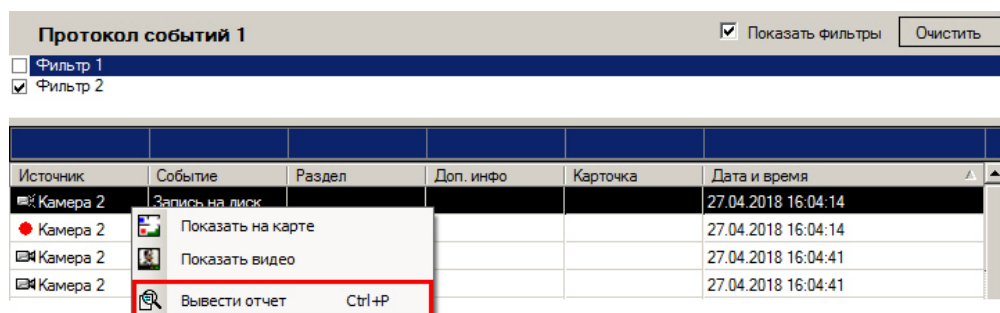 Протокол событий 1 Показать фильтры Очистить
Фильтр 1
Фильтр 2
Источник Событие Раздел Доп. инфо Карточка Дата и время
Камера 2 Запись на диск 27.04.2018 16:04:14
Камера 2 Показать на карте 27.04.2018 16:04:14
Камера 2 Показать видео 27.04.2018 16:04:41
Камера 2 Вывести отчет Ctrl+P 27.04.2018 16:04:41